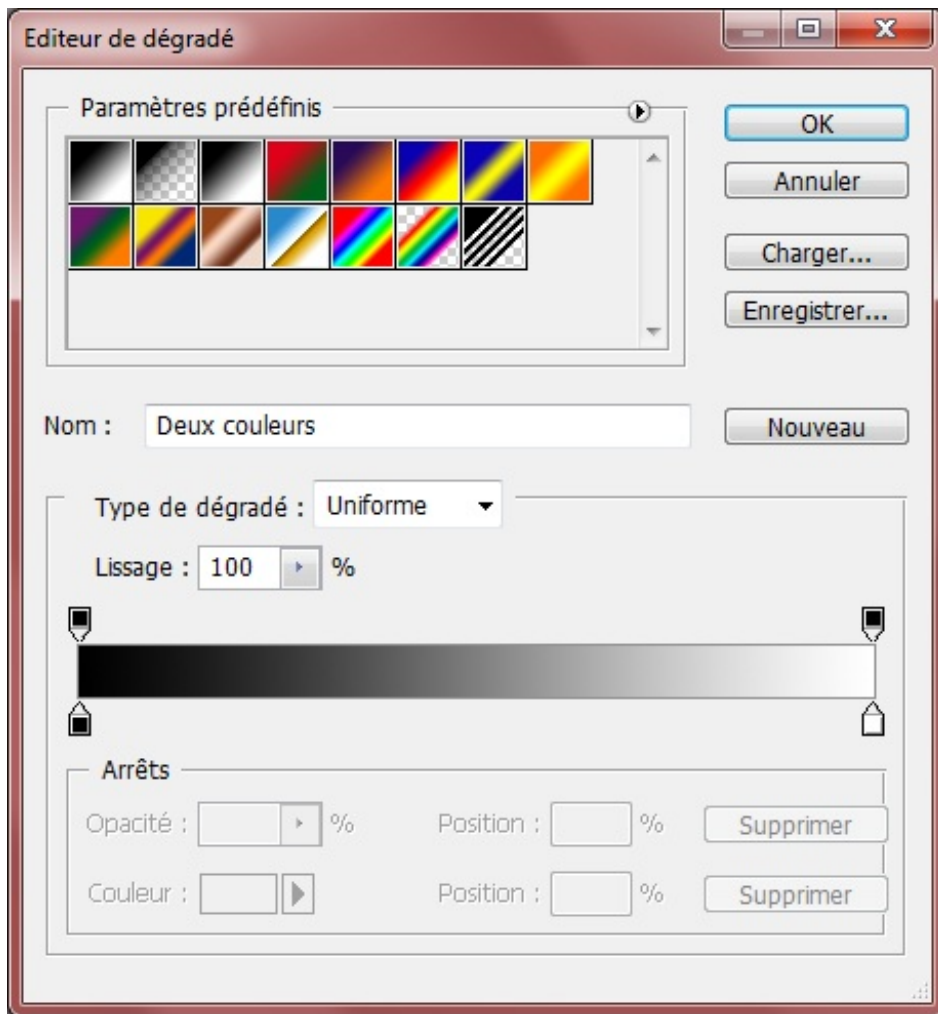 Editeur de dégradé
Paramètres prédéfinis
OK
Annuler
Charger...
Enregistrer...
Nom : Deux couleurs
Nouveau
Type de dégradé : Uniforme
Lissage : 100 %
Arrêts
Opacité : % Position : % Supprimer
Couleur : Position : % Supprimer